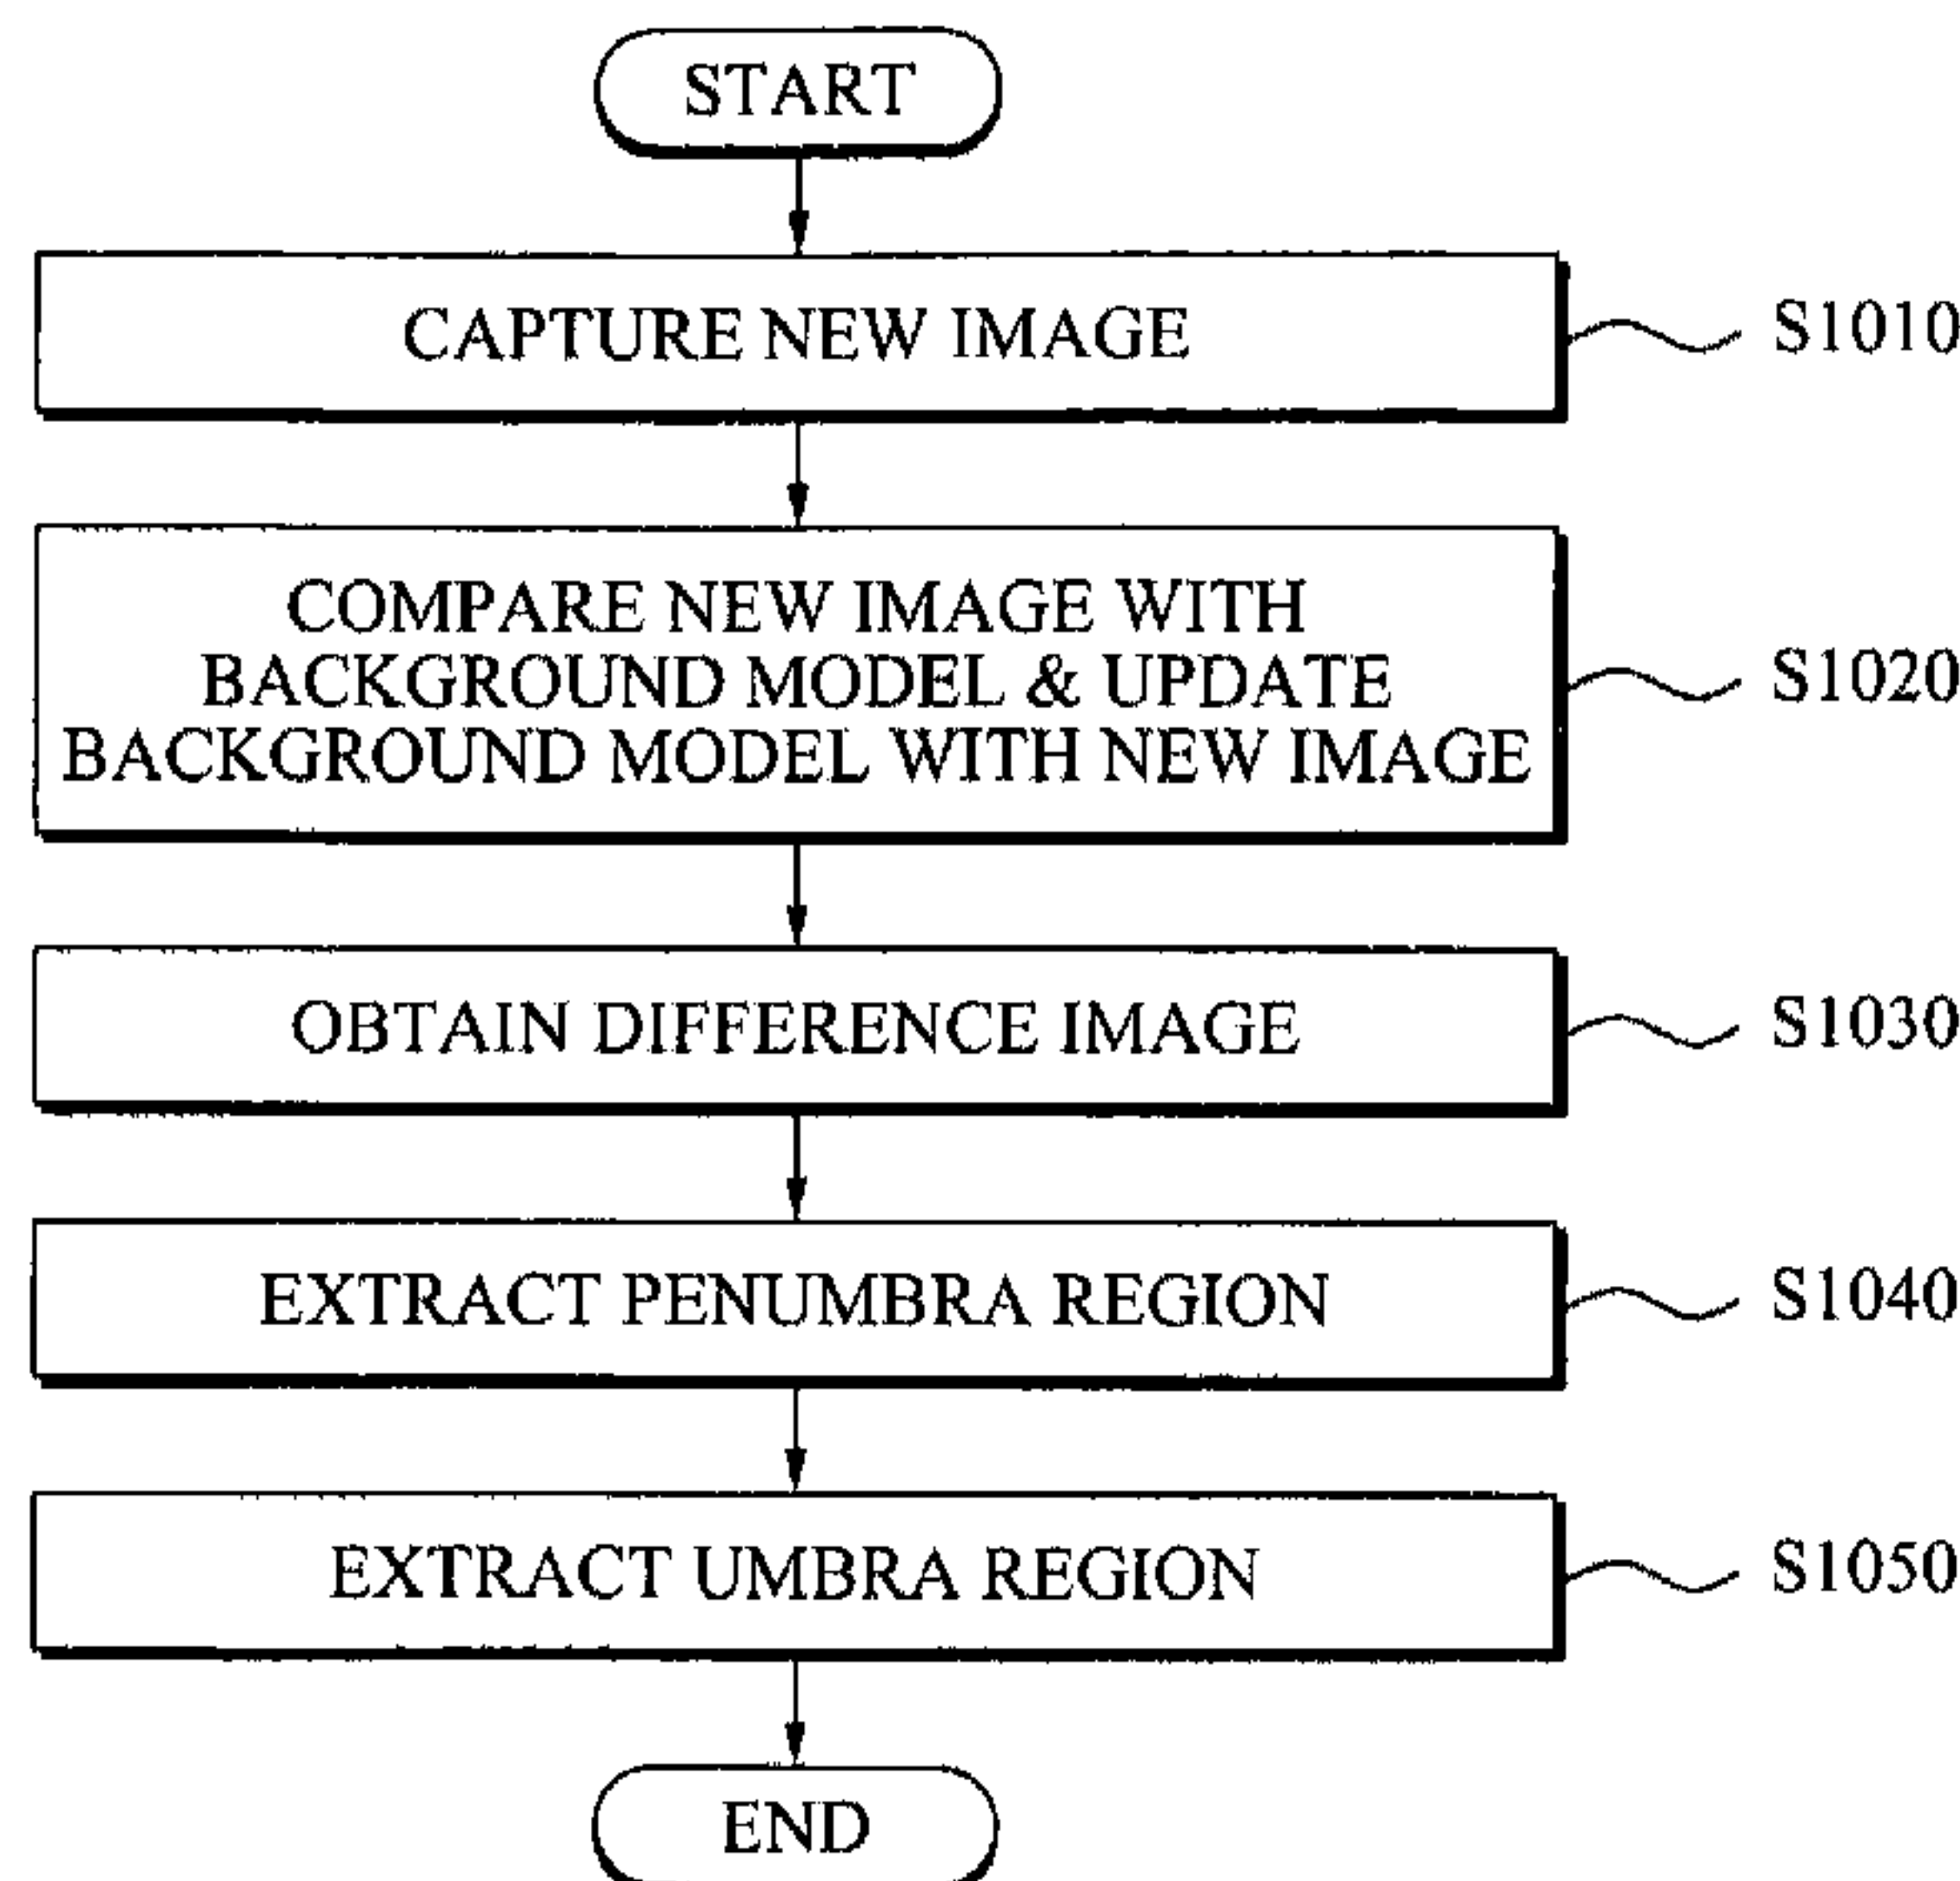 START
CAPTURE NEW IMAGE
S1010
COMPARE NEW IMAGE WITH
BACKGROUND MODEL & UPDATE
BACKGROUND MODEL WITH NEW IMAGE
S1020
OBTAIN DIFFERENCE IMAGE
S1030
EXTRACT PENUMBRA REGION
S1040
EXTRACT UMBRA REGION
S1050
END